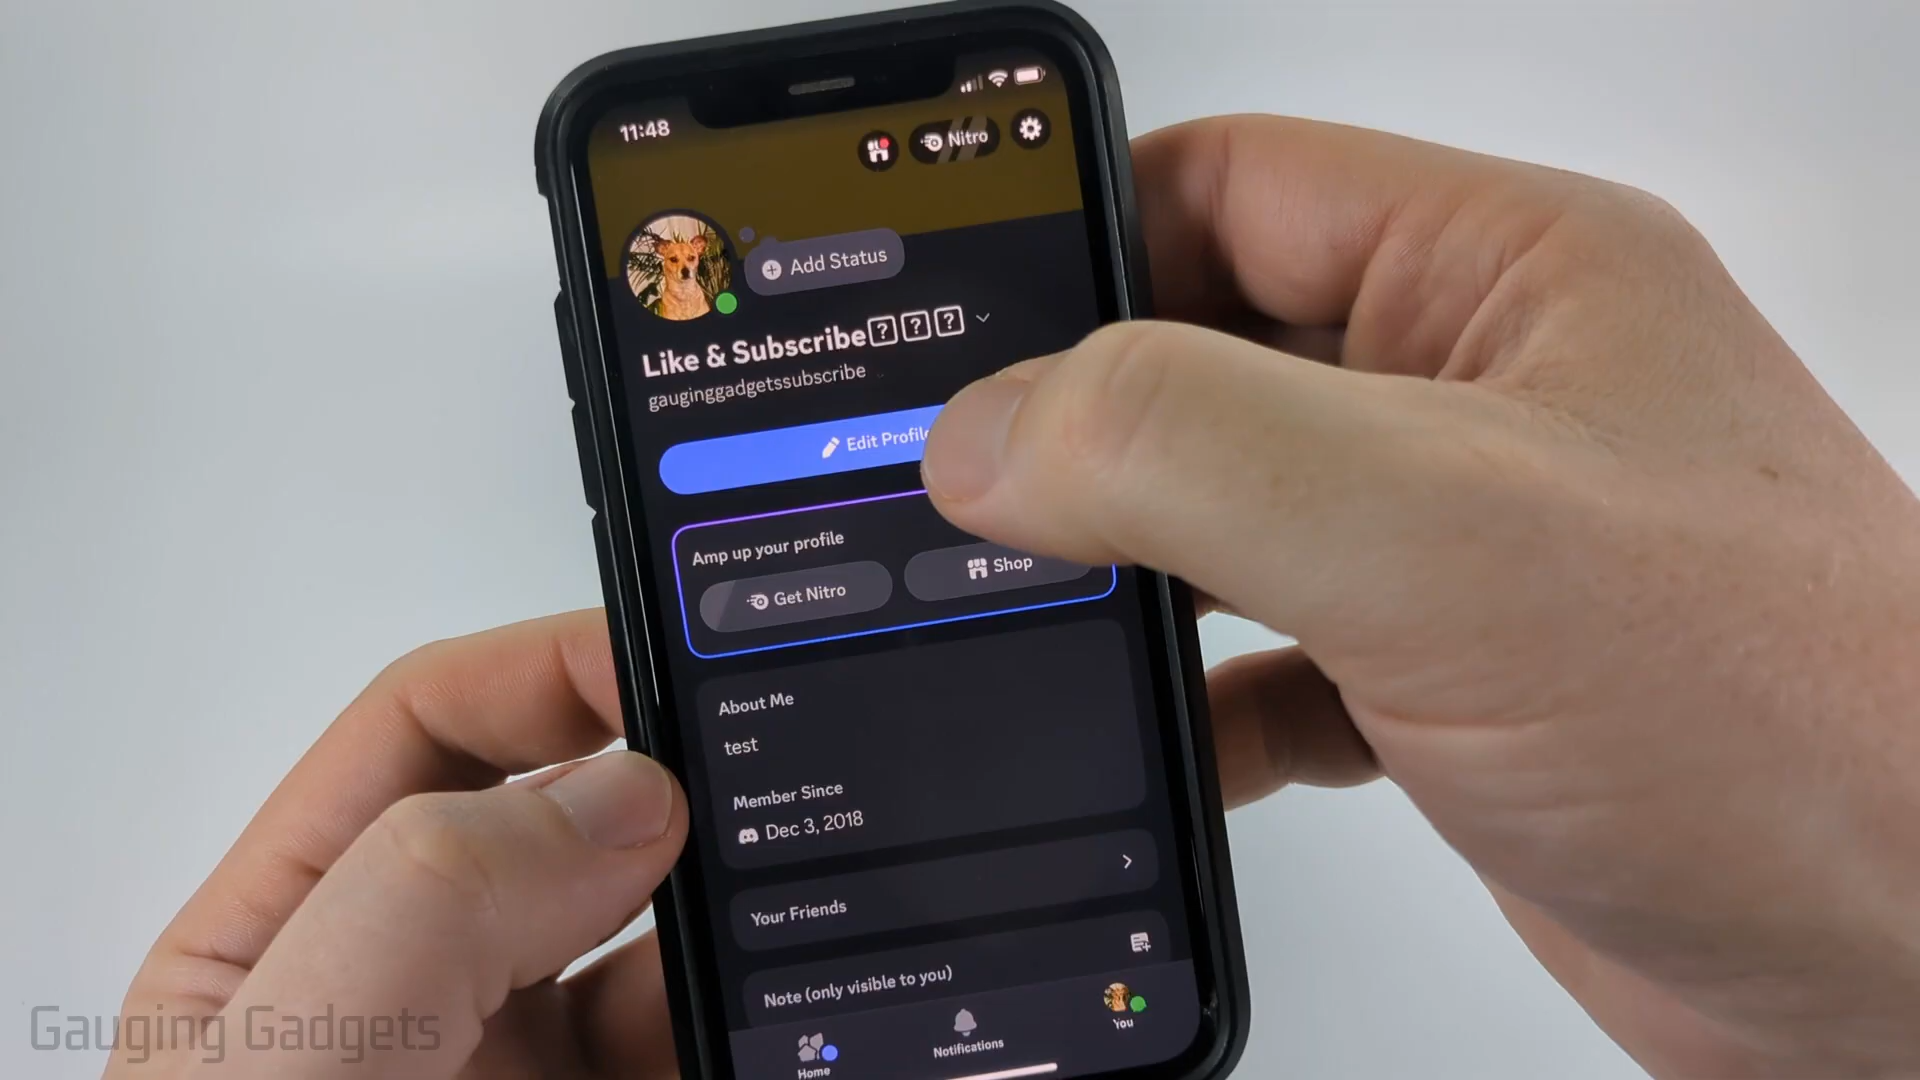 11:48
Nitro
Add Status
Like & Subscribe
gauginggadgetssubscribe
Edit Profile
Amp up your profile
Get Nitro
Shop
About Me
test
Member Since
Dec 3, 2018
Your Friends
Note (only visible to you)
Home
Notifications
You
Gauging Gadgets